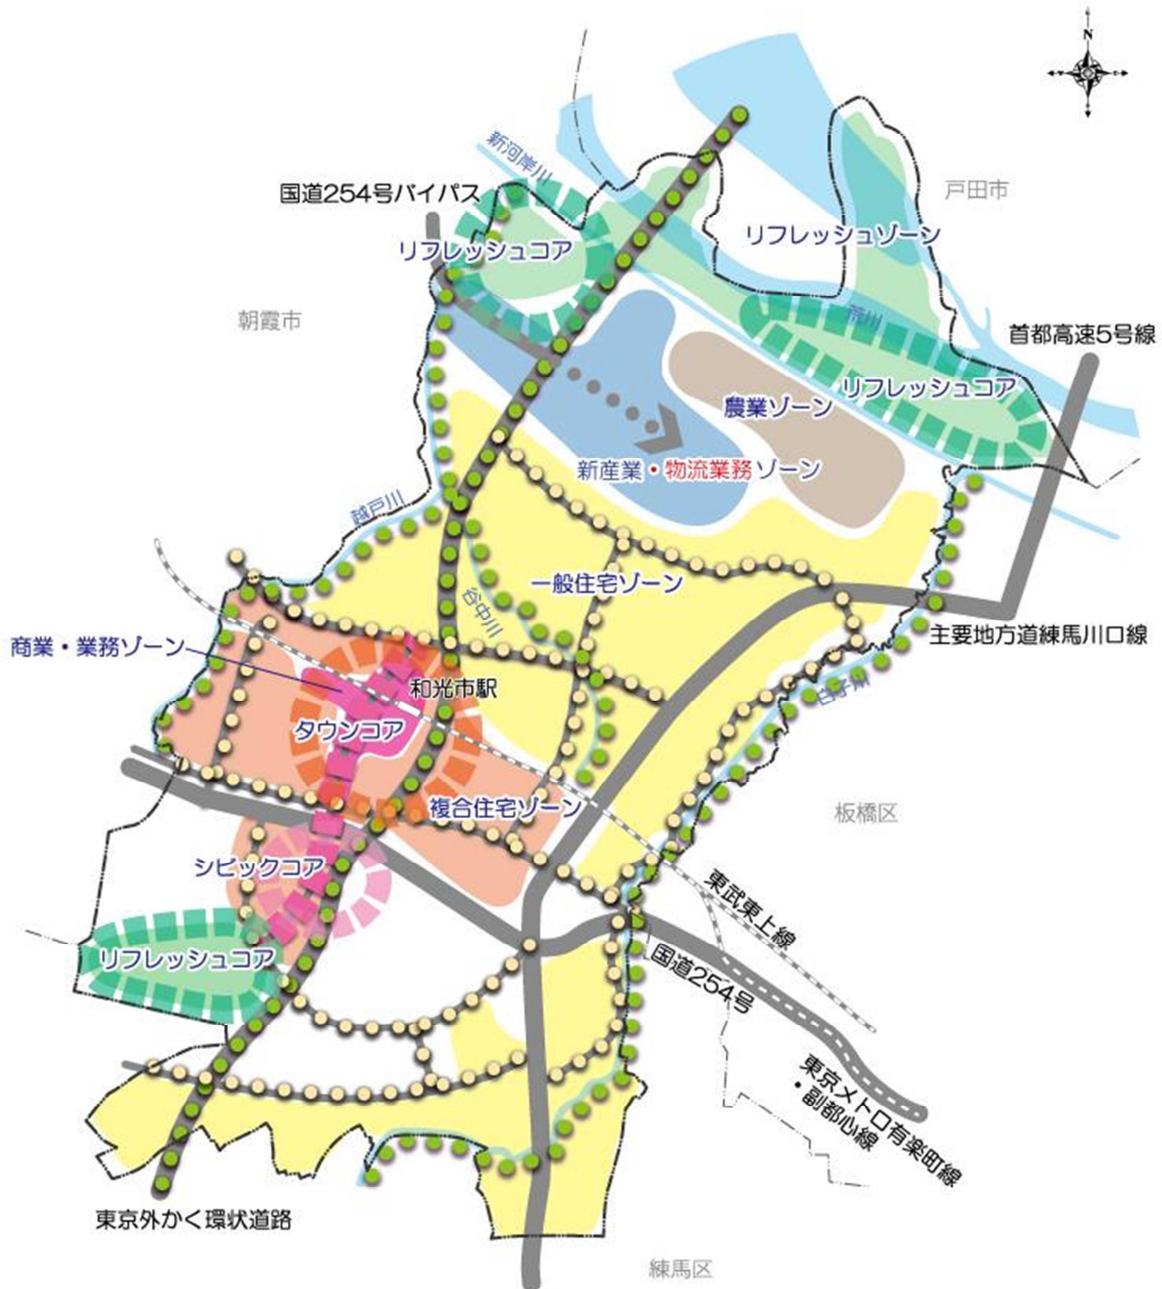 N
新河岸川
国道254号バイパス
戸田市
リフレッシュコア
リフレッシュゾーン
朝霞市
荒川
首都高速5号線
リフレッシュコア
農業ゾーン
新産業・物流業務ゾーン
越戸川
一般住宅ゾーン
谷中川
主要地方道練馬川口線
商業・業務ゾーン
和光市駅
白子川
タウンコア
複合住宅ゾーン
板橋区
シビックコア
東武東上線
リフレッシュコア
国道254号
東京メトロ有楽町線
・副都心線
東京外かく環状道路
練馬区